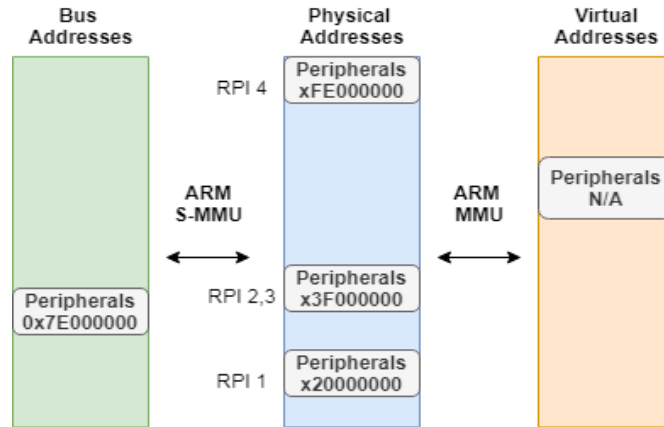 Bus
Addresses
Physical
Addresses
Virtual
Addresses
RPI 4
Peripherals
xFE000000
ARM
S-MMU
ARM
MMU
Peripherals
N/A
Peripherals
0x7E000000
RPI 2,3
Peripherals
x3F000000
RPI 1
Peripherals
x20000000